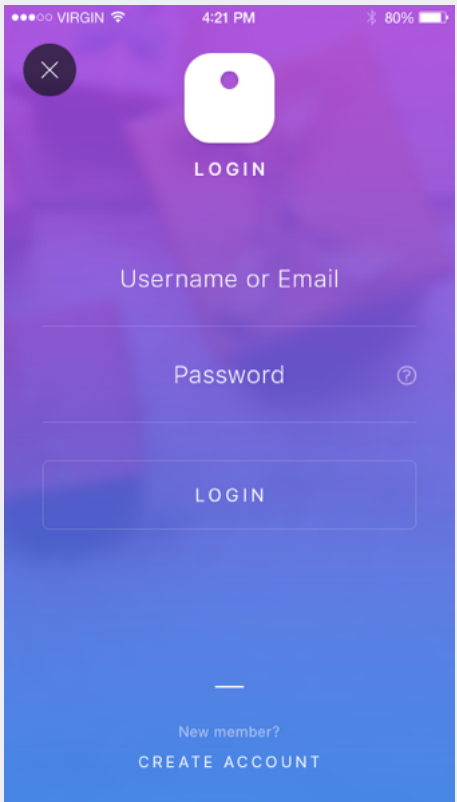 VIRGIN 4:21 PM 80%
LOGIN
Username or Email
Password ?
LOGIN
New member?
CREATE ACCOUNT